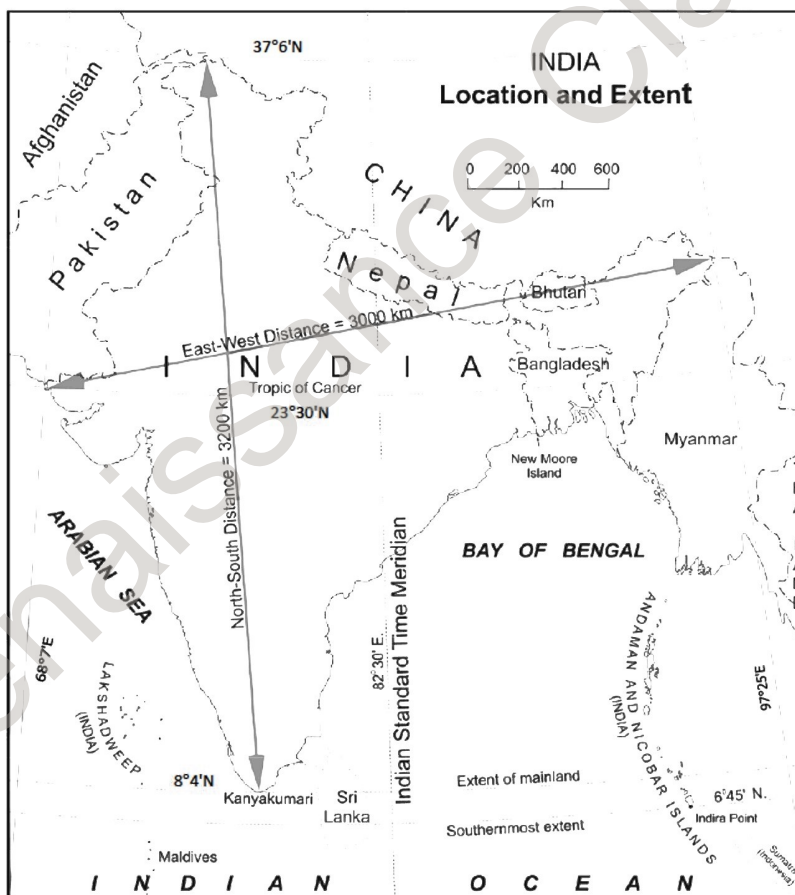 37°6'N
INDIA
Location and Extent
Afghanistan
0 200 400 600
Km
CHINA
Pakistan
Nepal
Bhutan
East-West Distance = 3000 km
INDIA
Bangladesh
Tropic of Cancer
23°30'N
Myanmar
New Moore
Island
North-South Distance = 3200 km
ARABIAN SEA
BAY OF BENGAL
Indian Standard Time Meridian
82°30' E.
68°7'E
97°25'E
LAKSHADWEEP
(INDIA)
ANDAMAN AND NICOBAR ISLANDS
(INDIA)
8°4'N
Kanyakumari
Sri
Lanka
Extent of mainland
6°45' N.
Indira Point
Southernmost extent
Maldives
Sumatra
(Indonesia)
INDIAN OCEAN